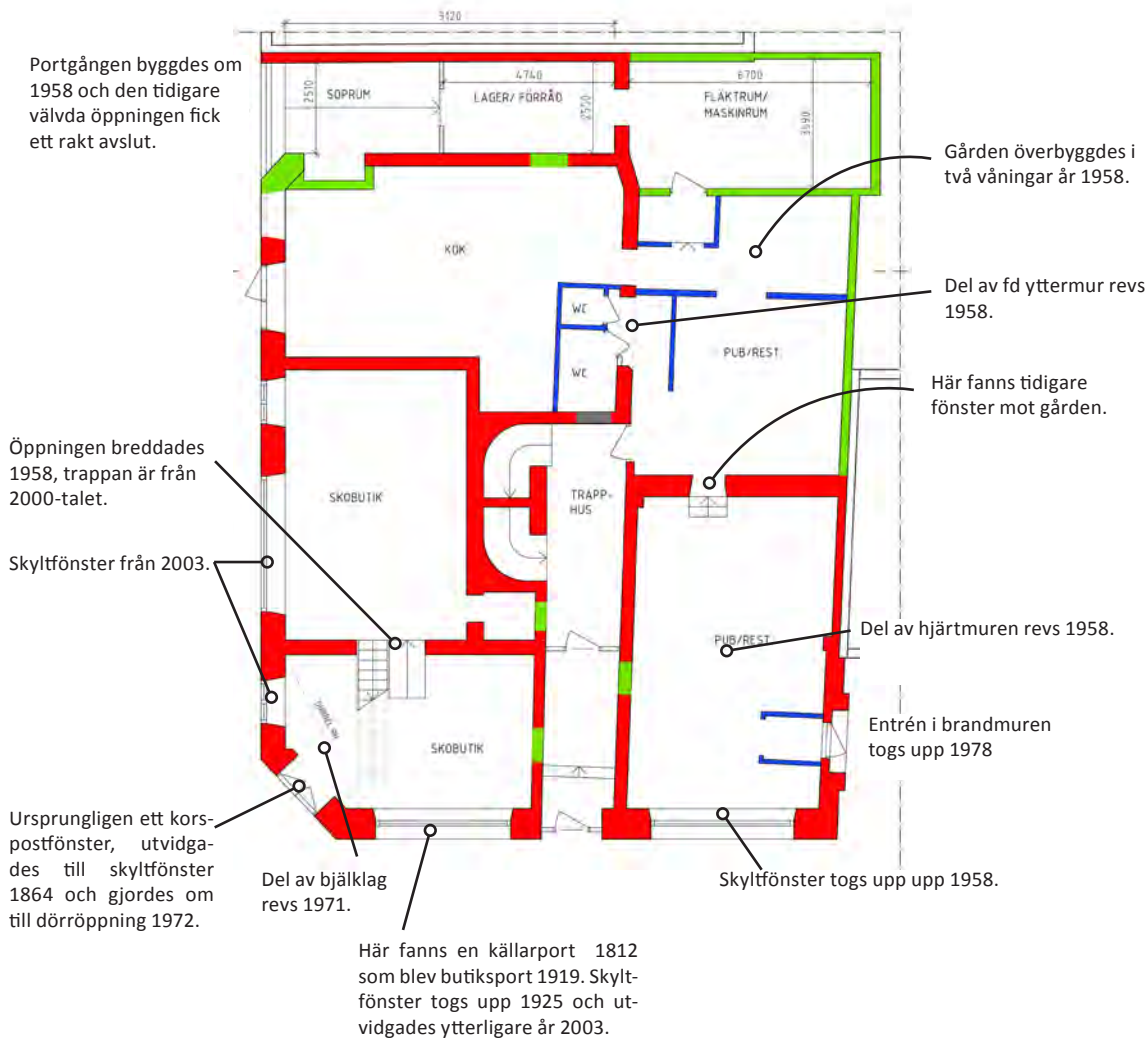 9120
Portgången byggdes om
1958 och den tidigare
välvda öppningen fick
ett rakt avslut.
2510
SOPRUM
4740
LAGER/ FÖRRÅD
6700
FLÄKTRUM/
MASKINRUM
Gården överbyggdes i
två våningar år 1958.
KÖK
Del av fd yttermur revs
1958.
WC
PUB/REST.
WC
Här fanns tidigare
fönster mot gården.
Öppningen breddades
1958, trappan är från
2000-talet.
SKOBUTIK
TRAPP-
HUS
Skyltfönster från 2003.
PUB/REST.
Del av hjärtmuren revs 1958.
SKOBUTIK
Entrén i brandmuren
togs upp 1978
Ursprungligen ett kors-
postfönster, utvidga-
des till skyltfönster
1864 och gjordes om
till dörröppning 1972.
Del av bjälklag
revs 1971.
Skyltfönster togs upp upp 1958.
Här fanns en källarport 1812
som blev butiksport 1919. Skylt-
fönster togs upp 1925 och ut-
vidgades ytterligare år 2003.